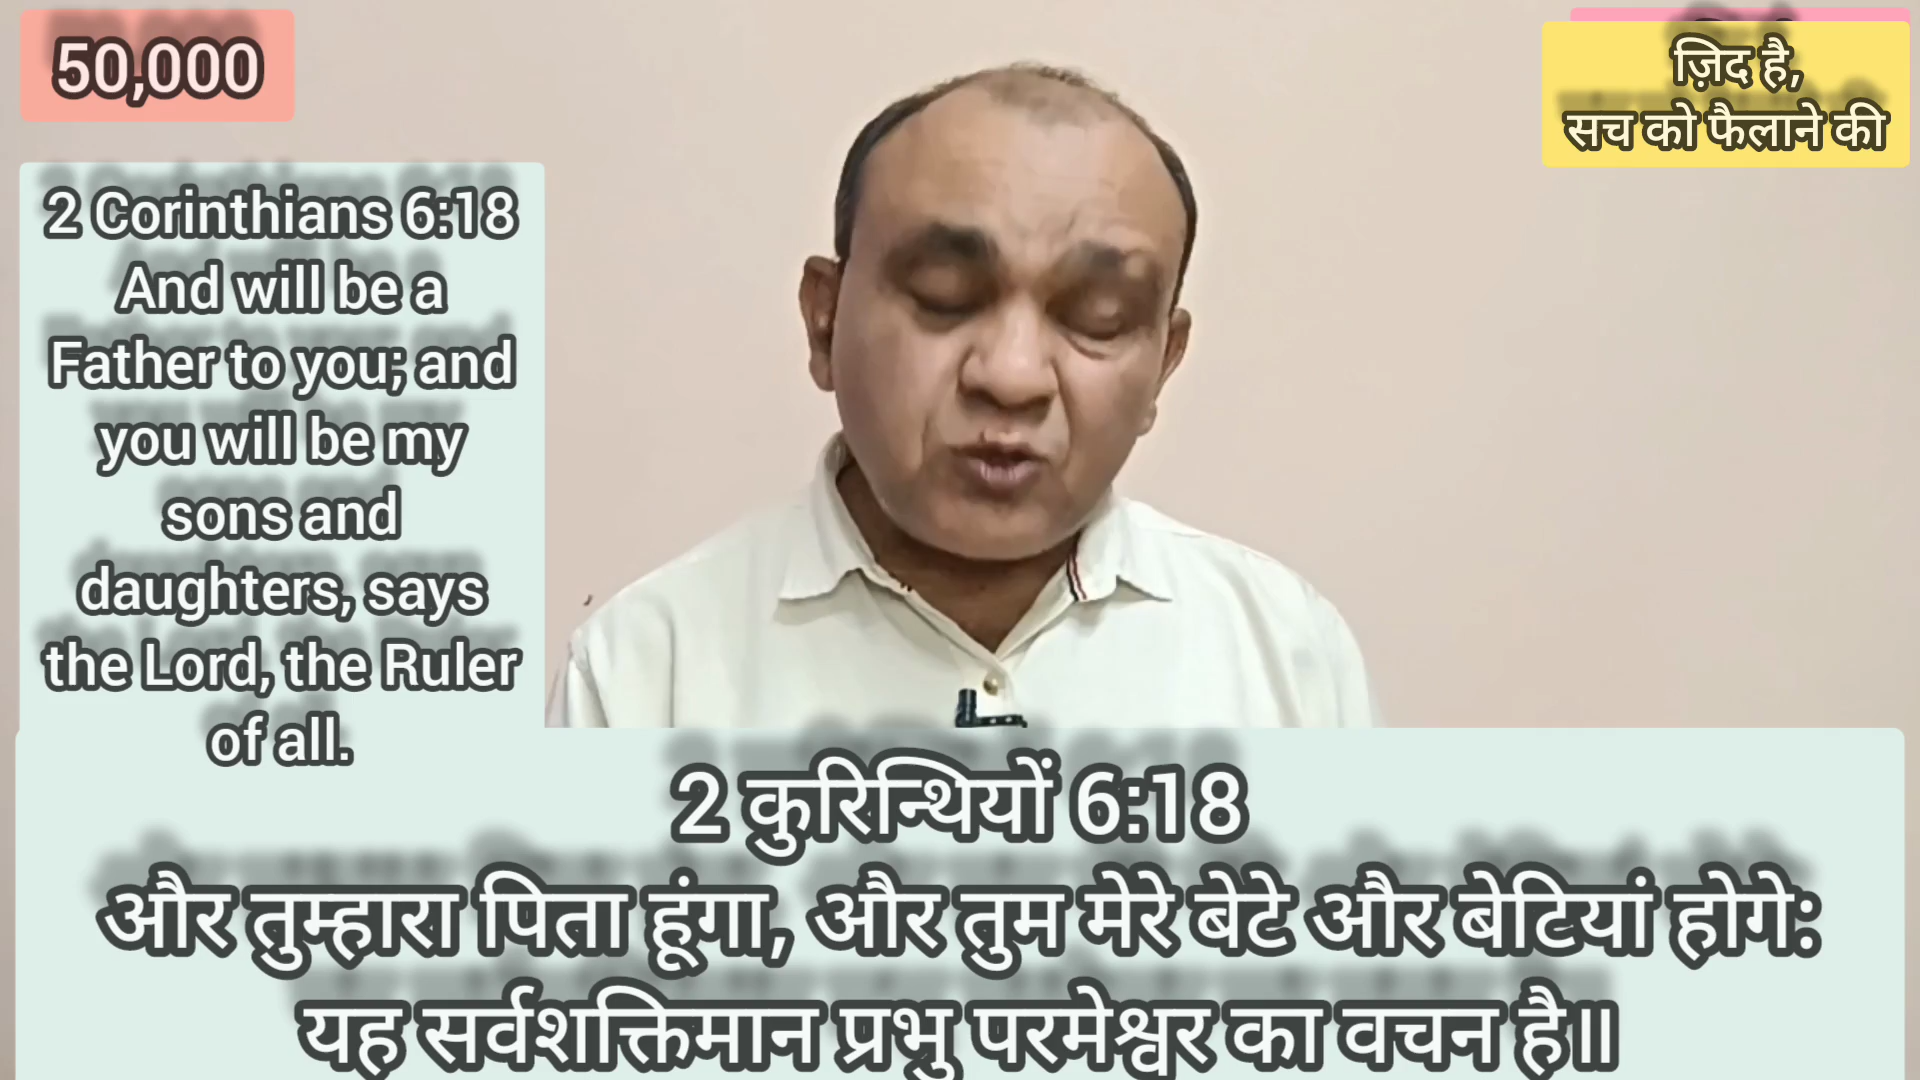 50,000
ज़िद है,
सच को फैलाने की
2 Corinthians 6:18
And will be a
Father to you; and
you will be my
sons and
daughters, says
the Lord, the Ruler
of all.
2 कुरिन्थियों 6:18
और तुम्हारा पिता हूंगा, और तुम मेरे बेटे और बेटियां होगे:
यह सर्वशक्तिमान प्रभु परमेश्वर का वचन है॥